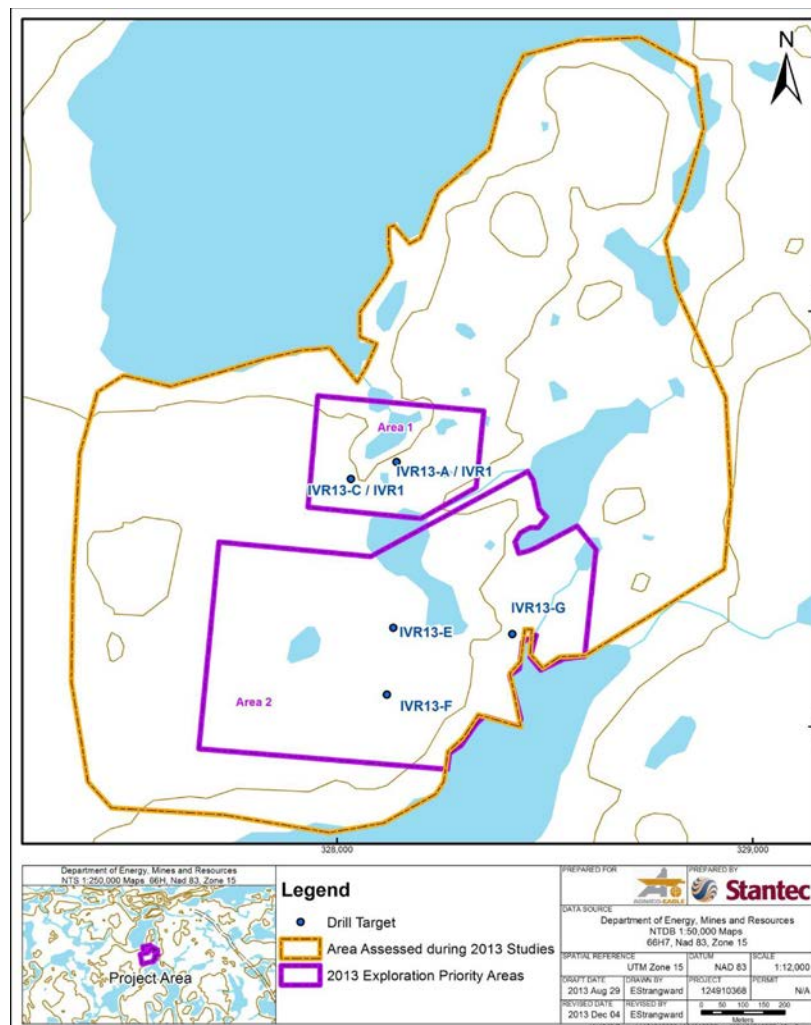 N
Area 1
IVR13-A / IVR1
IVR13-C / IVR1
IVR13-G
IVR13-E
IVR13-F
Area 2
328,000
329,000
Department of Energy, Mines and Resources
NTS 1:250,000 Maps 66H, Nad 83, Zone 15
Project Area
Legend
Drill Target
Area Assessed during 2013 Studies
2013 Exploration Priority Areas
PREPARED FOR
AGNICO-EAGLE
PREPARED BY
Stantec
DATA SOURCE
Department of Energy, Mines and Resources
NTDB 1:50,000 Maps
66H7, Nad 83, Zone 15
SPATIAL REFERENCE
UTM Zone 15
DATUM
NAD 83
SCALE
1:12,000
DRAFT DATE
2013 Aug 29
DRAWN BY
EStrangward
PROJECT
124910368
PERMIT
N/A
REVISED DATE
2013 Dec 04
REVISED BY
EStrangward
0 50 100 150 200
Meters